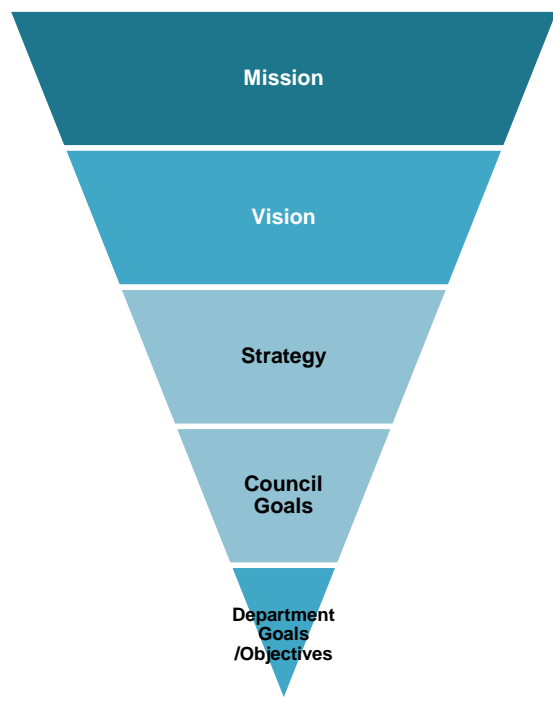 Mission
Vision
Strategy
Council
Goals
Department
Goals
/Objectives